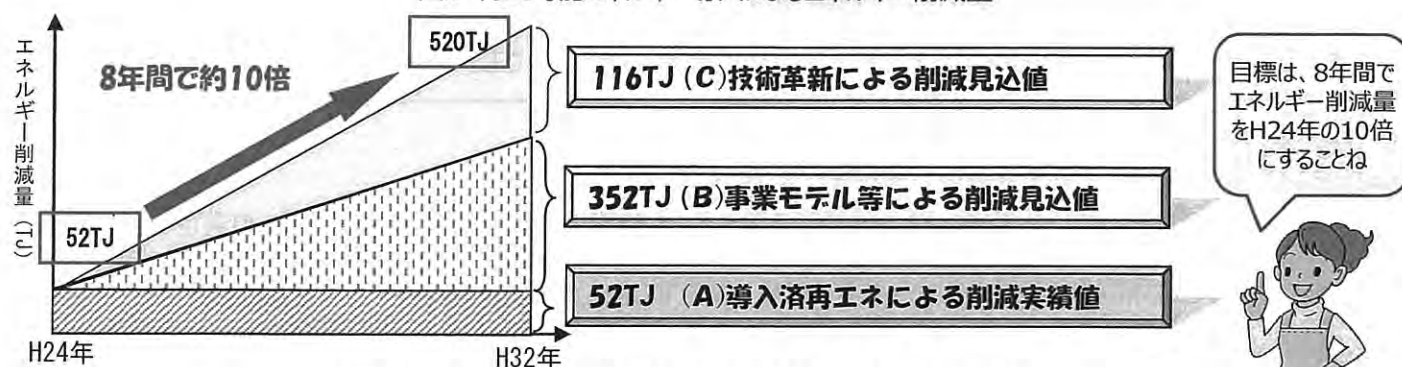 エネルギー削減量(TJ)
520TJ
8年間で約10倍
52TJ
H24年
H32年
116TJ (C)技術革新による削減見込値
352TJ (B)事業モデル等による削減見込値
52TJ (A)導入済再エネによる削減実績値
目標は、8年間で
エネルギー削減量
をH24年の10倍
にすることね